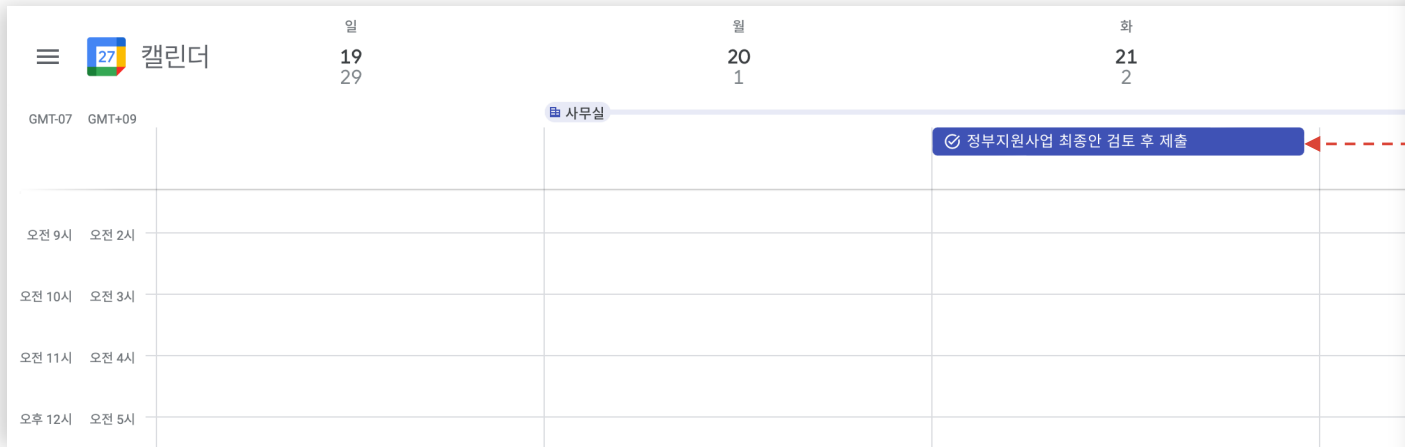 일 월 화
27 캘린더 19 20 21
29 1 2
GMT-07 GMT+09 사무실
정부지원사업 최종안 검토 후 제출
오전 9시 오전 2시
오전 10시 오전 3시
오전 11시 오전 4시
오후 12시 오전 5시